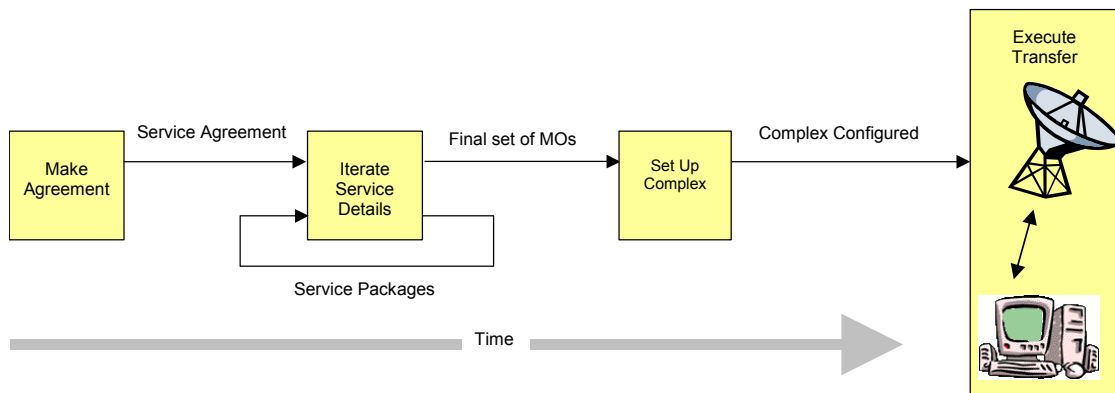 Execute
Transfer
Service Agreement
Final set of MOs
Complex Configured
Make
Agreement
Iterate
Service
Details
Set Up
Complex
Service Packages
Time